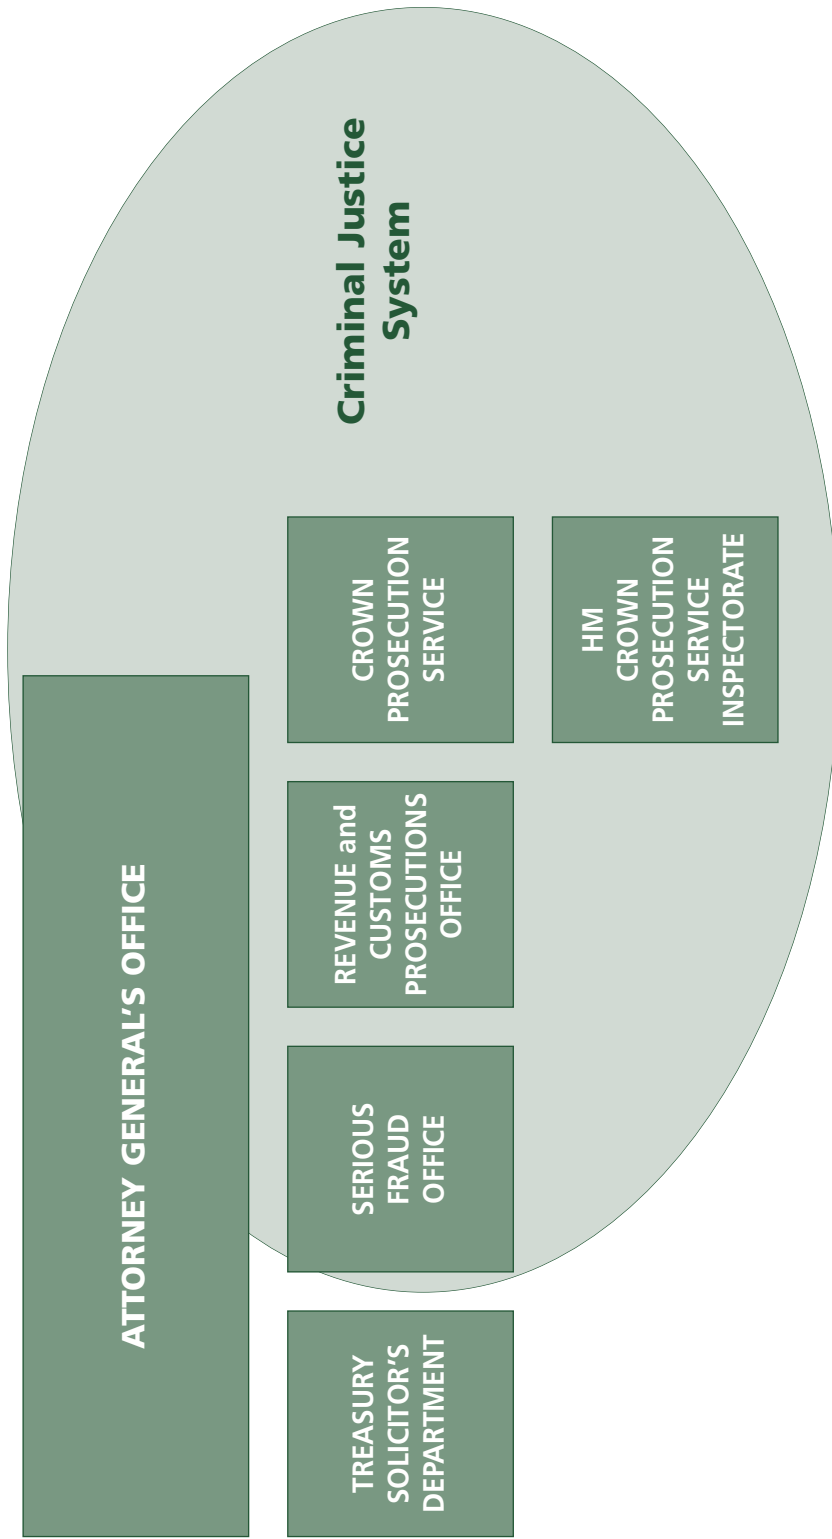 ATTORNEY GENERAL’S OFFICE
TREASURY
SOLICITOR’S
DEPARTMENT
SERIOUS
FRAUD
OFFICE
REVENUE and
CUSTOMS
PROSECUTIONS
OFFICE
CROWN
PROSECUTION
SERVICE
Criminal Justice
System
HM
CROWN
PROSECUTION
SERVICE
INSPECTORATE